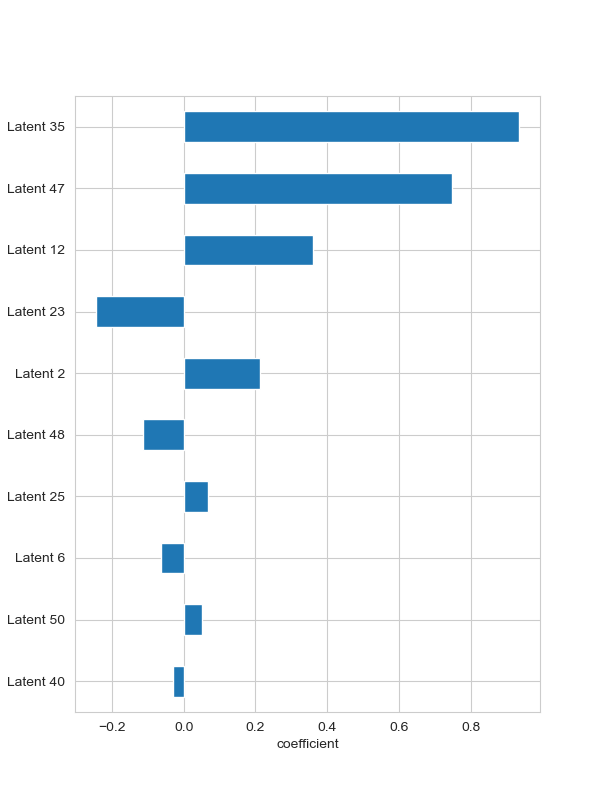 Latent 35
Latent 47
Latent 12
Latent 23
Latent 2
Latent 48
Latent 25
Latent 6
Latent 50
Latent 40
−0.2 0.0 0.2 0.4 0.6 0.8
coefficient